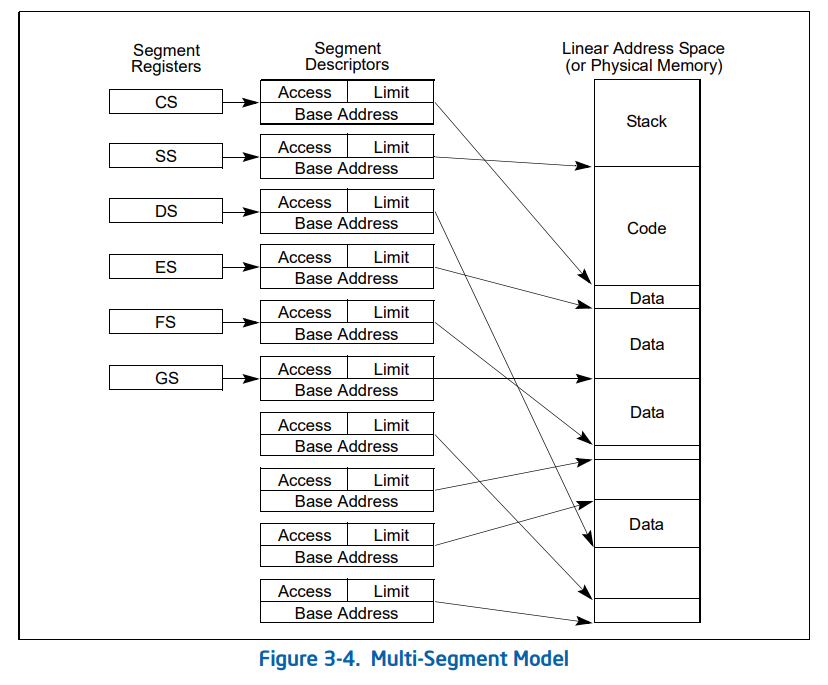 Segment
Registers
Segment
Descriptors
Linear Address Space
(or Physical Memory)
CS
Access Limit
Base Address
Stack
SS
Access Limit
Base Address
DS
Access Limit
Base Address
Code
ES
Access Limit
Base Address
Data
FS
Access Limit
Base Address
Data
GS
Access Limit
Base Address
Data
Access Limit
Base Address
Access Limit
Base Address
Access Limit
Base Address
Data
Access Limit
Base Address
Figure 3-4. Multi-Segment Model